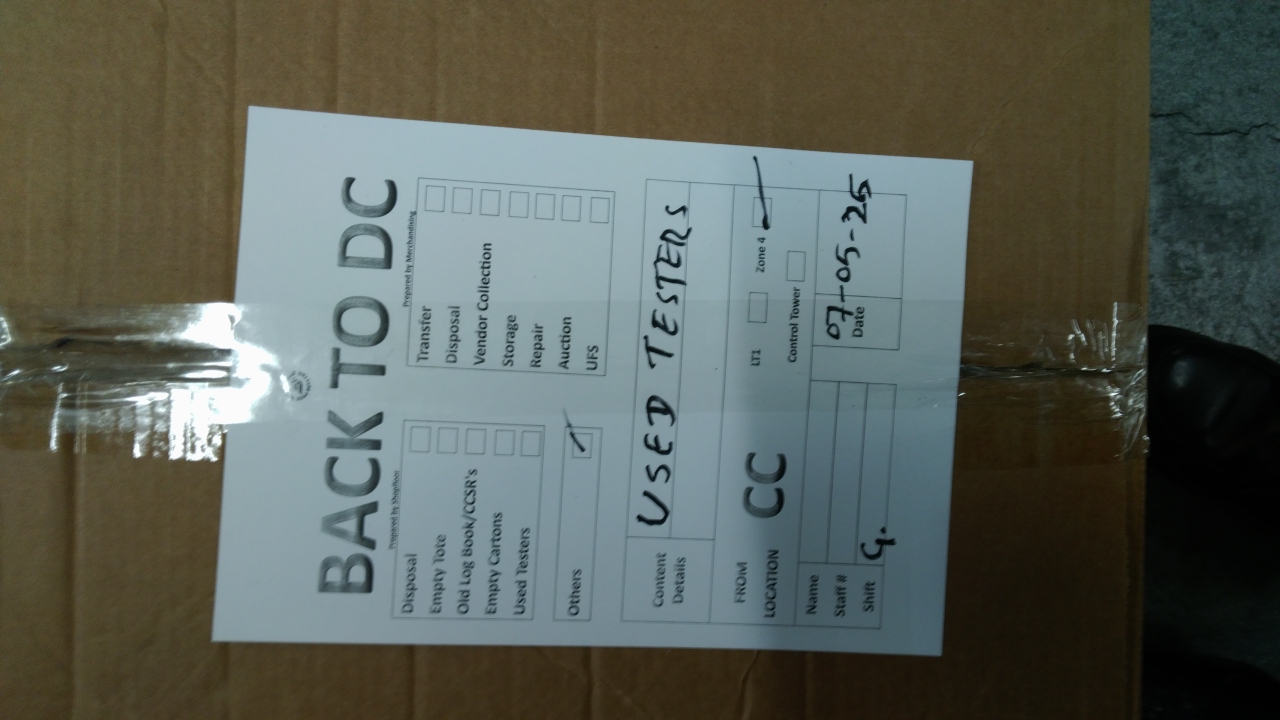 BACK TO DC
Prepared by Shopfloor
Prepared by Merchandising
Disposal
Empty Tote
Old Log Book/CCSR's
Empty Cartons
Used Testers
Others
Transfer
Disposal
Vendor Collection
Storage
Repair
Auction
UFS
Content Details
USED TESTERS
FROM LOCATION
CC
LT1
Zone 4
Control Tower
Name
Staff #
Shift
G.
07-05-25
Date